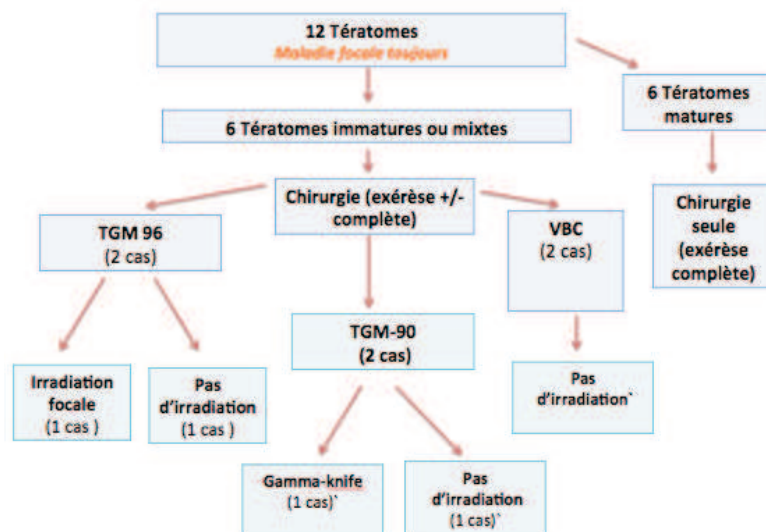 12 Tératomes
Maladie focale toujours
6 Tératomes
matures
6 Tératomes immatures ou mixtes
Chirurgie (exérèse +/-
complète)
Chirurgie
seule
(exérèse
complète)
TGM 96
(2 cas)
VBC
(2 cas)
TGM-90
(2 cas)
Irradiation
focale
(1 cas )
Pas
d'irradiation
(1 cas )
Pas
d'irradiation`
Gamma-knife
(1 cas)`
Pas
d'irradiation
(1 cas)`